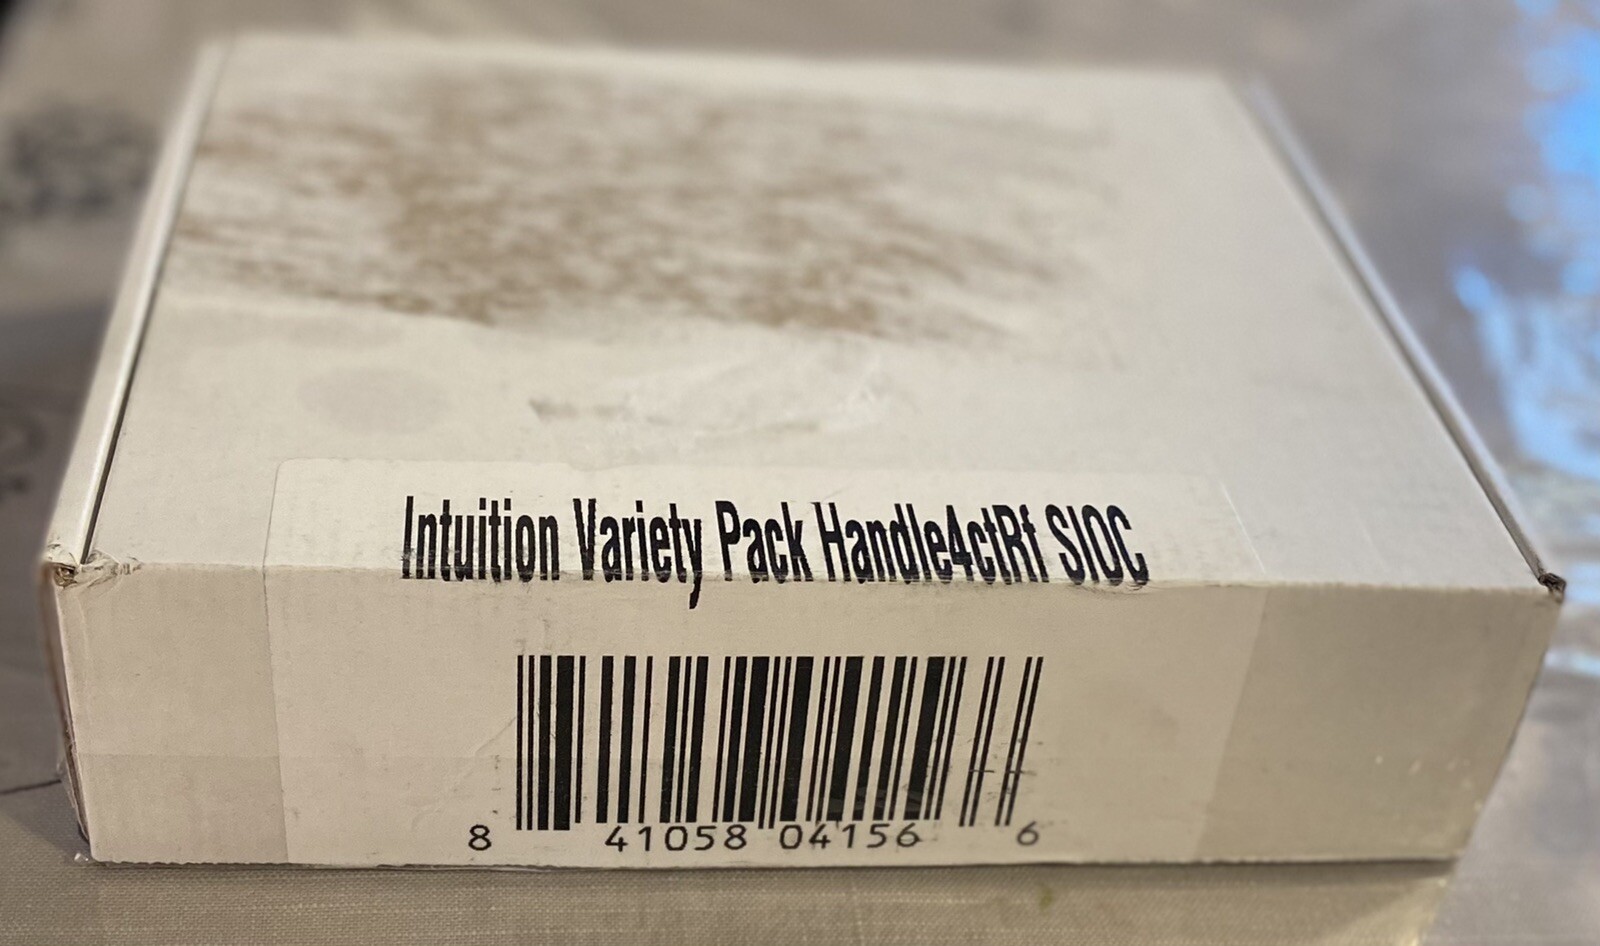 Intuition Variety Pack Handle4ctRf SIOC
8 41058 04156 6